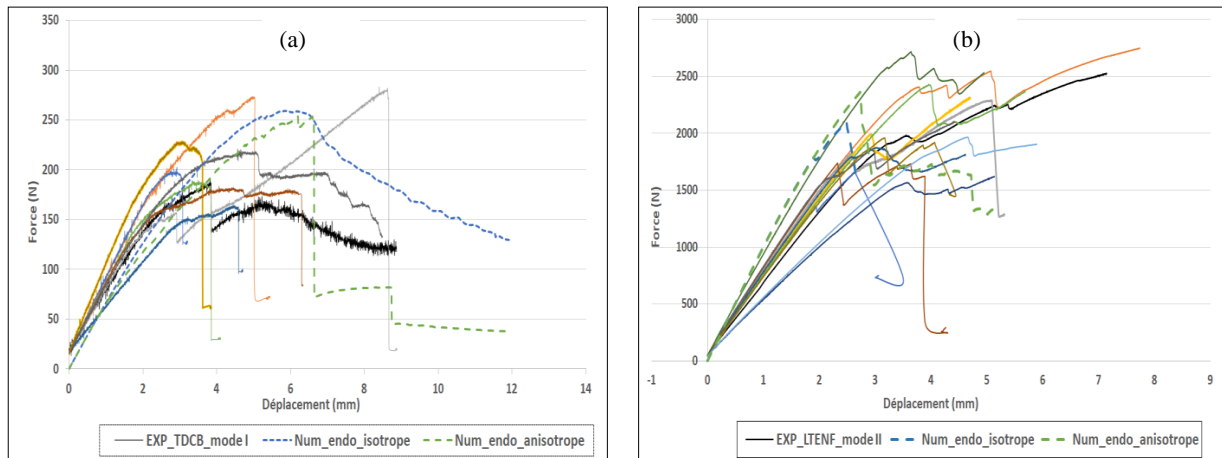 (a)
350
300
250
200
150
100
50
0
Force (N)
0 2 4 6 8 10 12 14
Déplacement (mm)
EXP_TDCB_mode I Num_endo_isotrope Num_endo_anisotrope
(b)
3000
2500
2000
1500
1000
500
0
Force (N)
-1 0 1 2 3 4 5 6 7 8
Déplacement (mm)
EXP_LTENF_mode II Num_endo_isotrope Num_endo_anisotrope